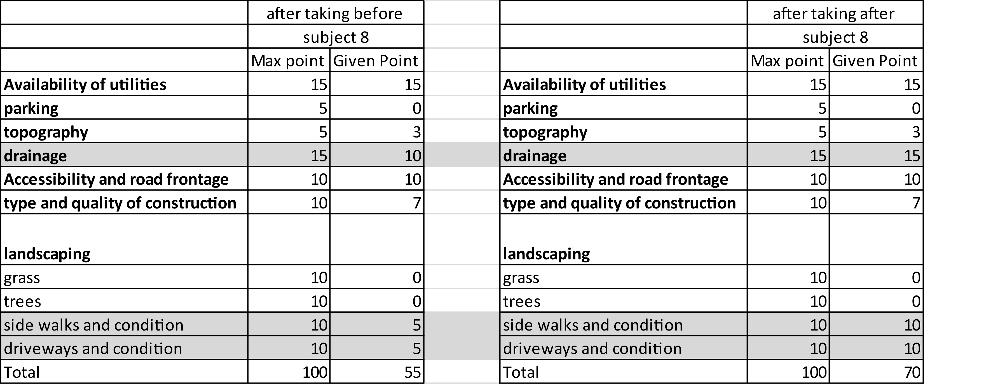 after taking before after taking after
subject 8 subject 8
Max point Given Point Max point Given Point
Availability of utilities 15 15 Availability of utilities 15 15
parking 5 0 parking 5 0
topography 5 3 topography 5 3
drainage 15 10 drainage 15 15
Accessibility and road frontage 10 10 Accessibility and road frontage 10 10
type and quality of construction 10 7 type and quality of construction 10 7
landscaping landscaping
grass 10 0 grass 10 0
trees 10 0 trees 10 0
side walks and condition 10 5 side walks and condition 10 10
driveways and condition 10 5 driveways and condition 10 10
Total 100 55 Total 100 70